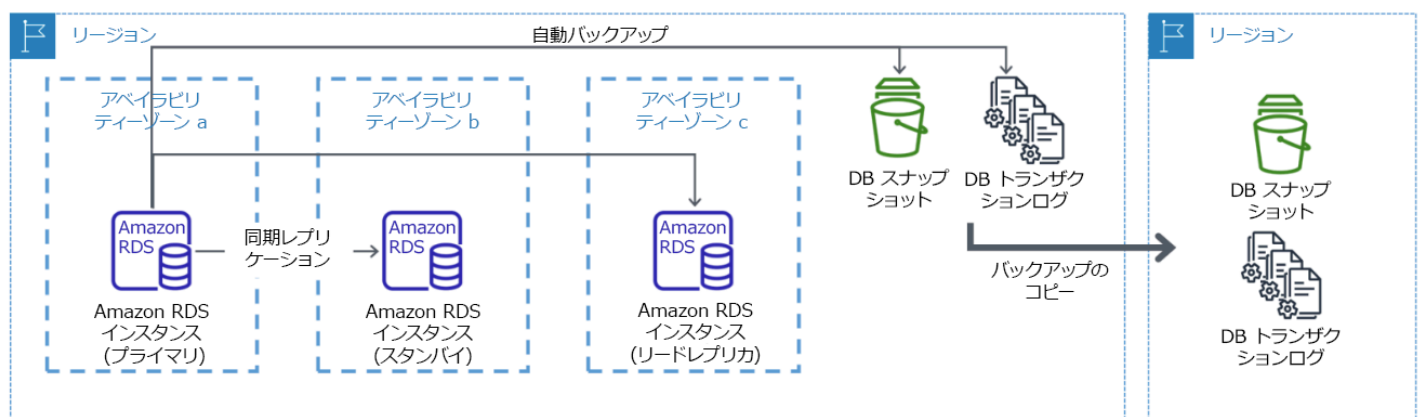 リージョン
自動バックアップ
リージョン
アベイラビリ
ティーゾーン a
アベイラビリ
ティーゾーン b
アベイラビリ
ティーゾーン c
DB スナップ
ショット
DB トランザク
ションログ
DB スナップ
ショット
Amazon
RDS
同期レプリ
ケーション
Amazon
RDS
Amazon
RDS
バックアップの
コピー
Amazon RDS
インスタンス
(プライマリ)
Amazon RDS
インスタンス
(スタンバイ)
Amazon RDS
インスタンス
(リードレプリカ)
DB トランザク
ションログ